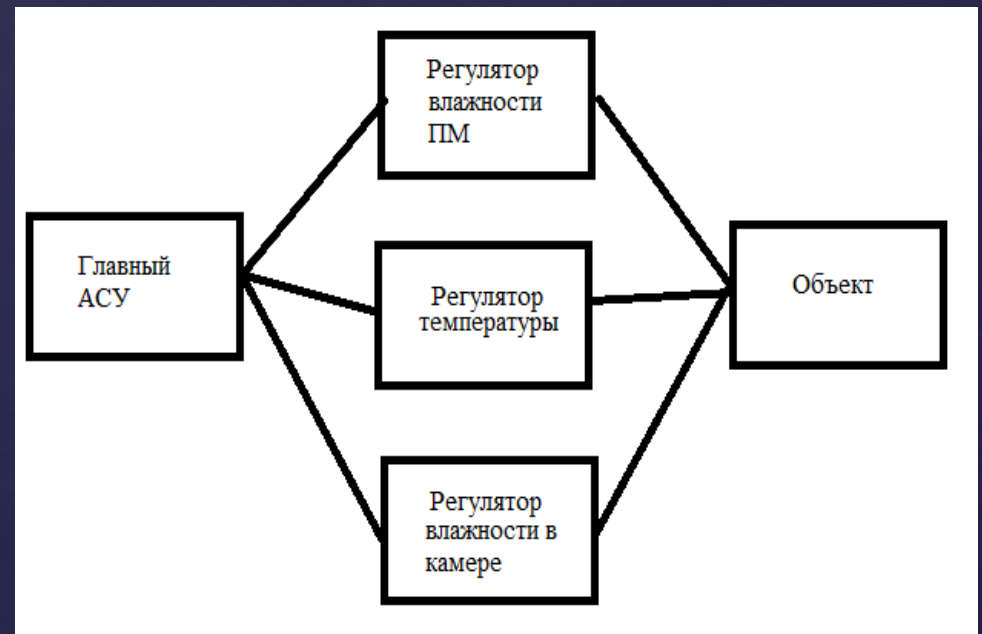 Регулятор
влажности
ПМ
Главный
АСУ
Регулятор
температуры
Объект
Регулятор
влажности в
камере